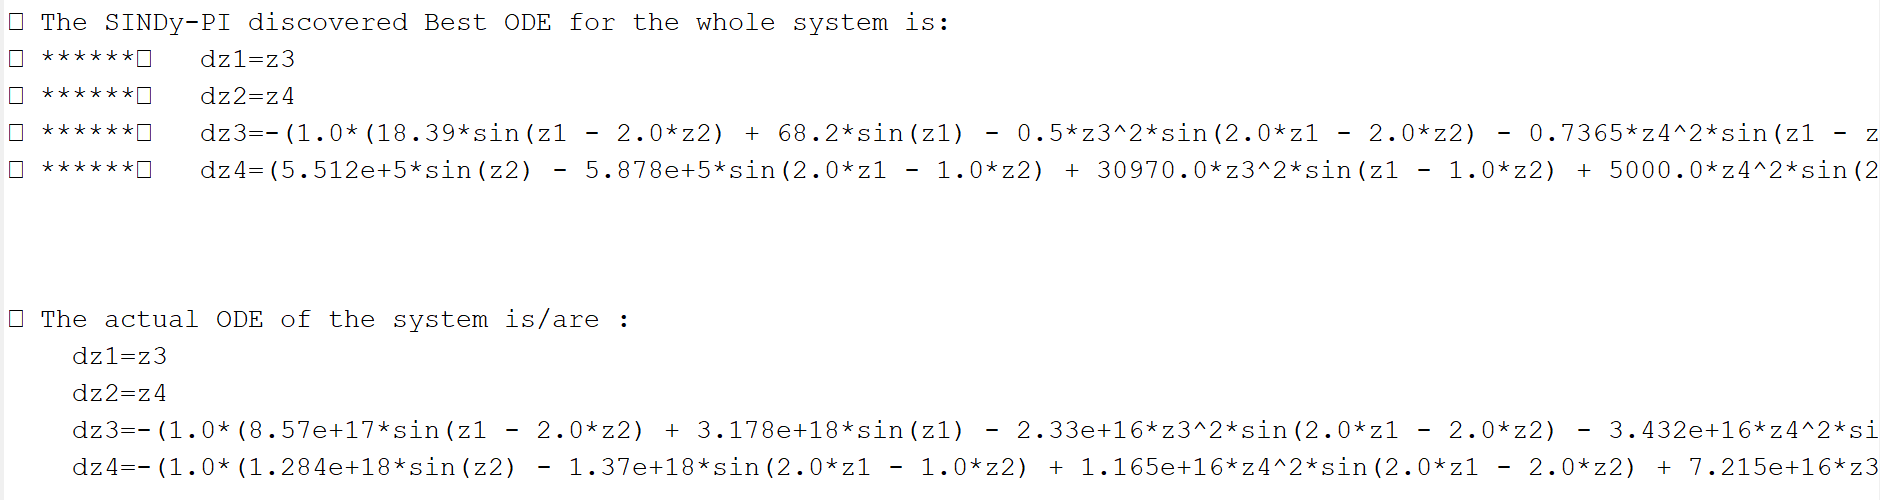 The SINDy-PI discovered Best ODE for the whole system is:
****** dz1=z3
****** dz2=z4
****** dz3=-(1.0*(18.39*sin(z1 - 2.0*z2) + 68.2*sin(z1) - 0.5*z3^2*sin(2.0*z1 - 2.0*z2) - 0.7365*z4^2*sin(z1 - z
****** dz4=(5.512e+5*sin(z2) - 5.878e+5*sin(2.0*z1 - 1.0*z2) + 30970.0*z3^2*sin(z1 - 1.0*z2) + 5000.0*z4^2*sin(2
The actual ODE of the system is/are :
dz1=z3
dz2=z4
dz3=-(1.0*(8.57e+17*sin(z1 - 2.0*z2) + 3.178e+18*sin(z1) - 2.33e+16*z3^2*sin(2.0*z1 - 2.0*z2) - 3.432e+16*z4^2*si
dz4=-(1.0*(1.284e+18*sin(z2) - 1.37e+18*sin(2.0*z1 - 1.0*z2) + 1.165e+16*z4^2*sin(2.0*z1 - 2.0*z2) + 7.215e+16*z3